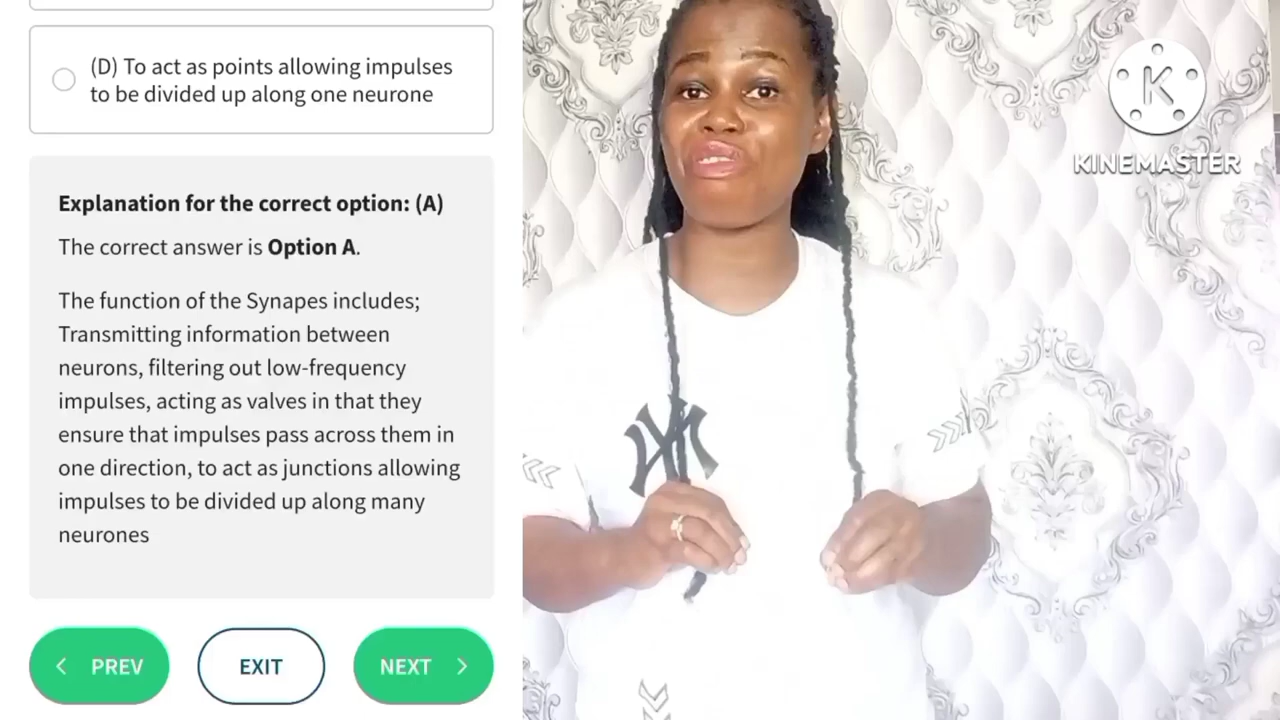 (D) To act as points allowing impulses
to be divided up along one neurone
Explanation for the correct option: (A)
The correct answer is Option A.
The function of the Synapes includes;
Transmitting information between
neurons, filtering out low-frequency
impulses, acting as valves in that they
ensure that impulses pass across them in
one direction, to act as junctions allowing
impulses to be divided up along many
neurones
< PREV
EXIT
NEXT >
K
KINEMASTER
NY